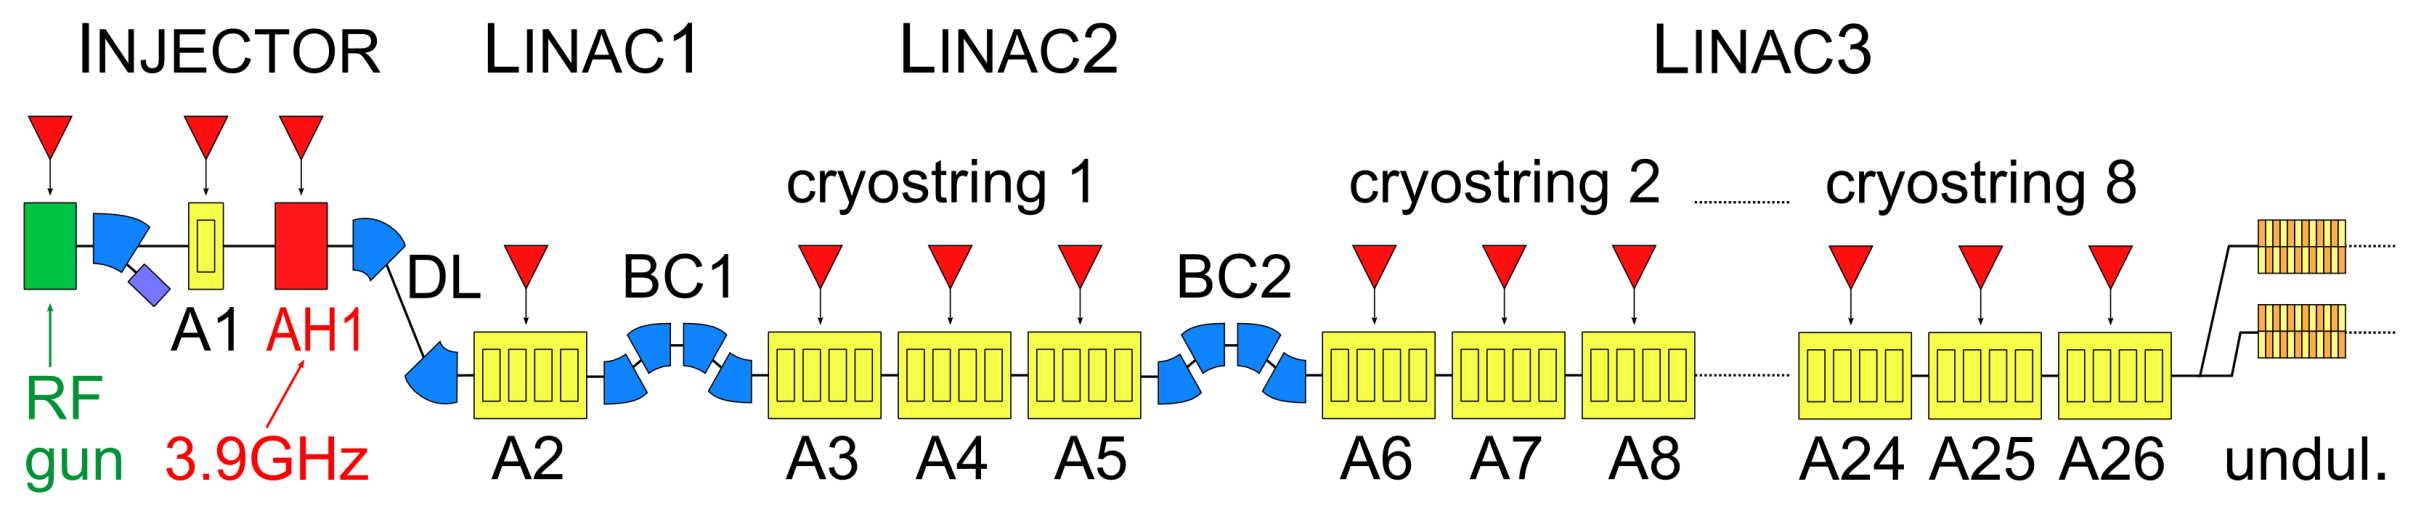 INJECTOR LINAC1 LINAC2 LINAC3
cryostring 1 cryostring 2 cryostring 8
DL BC1 BC2
A1 AH1
RF
gun
3.9GHz
A2 A3 A4 A5 A6 A7 A8 A24 A25 A26 undul.